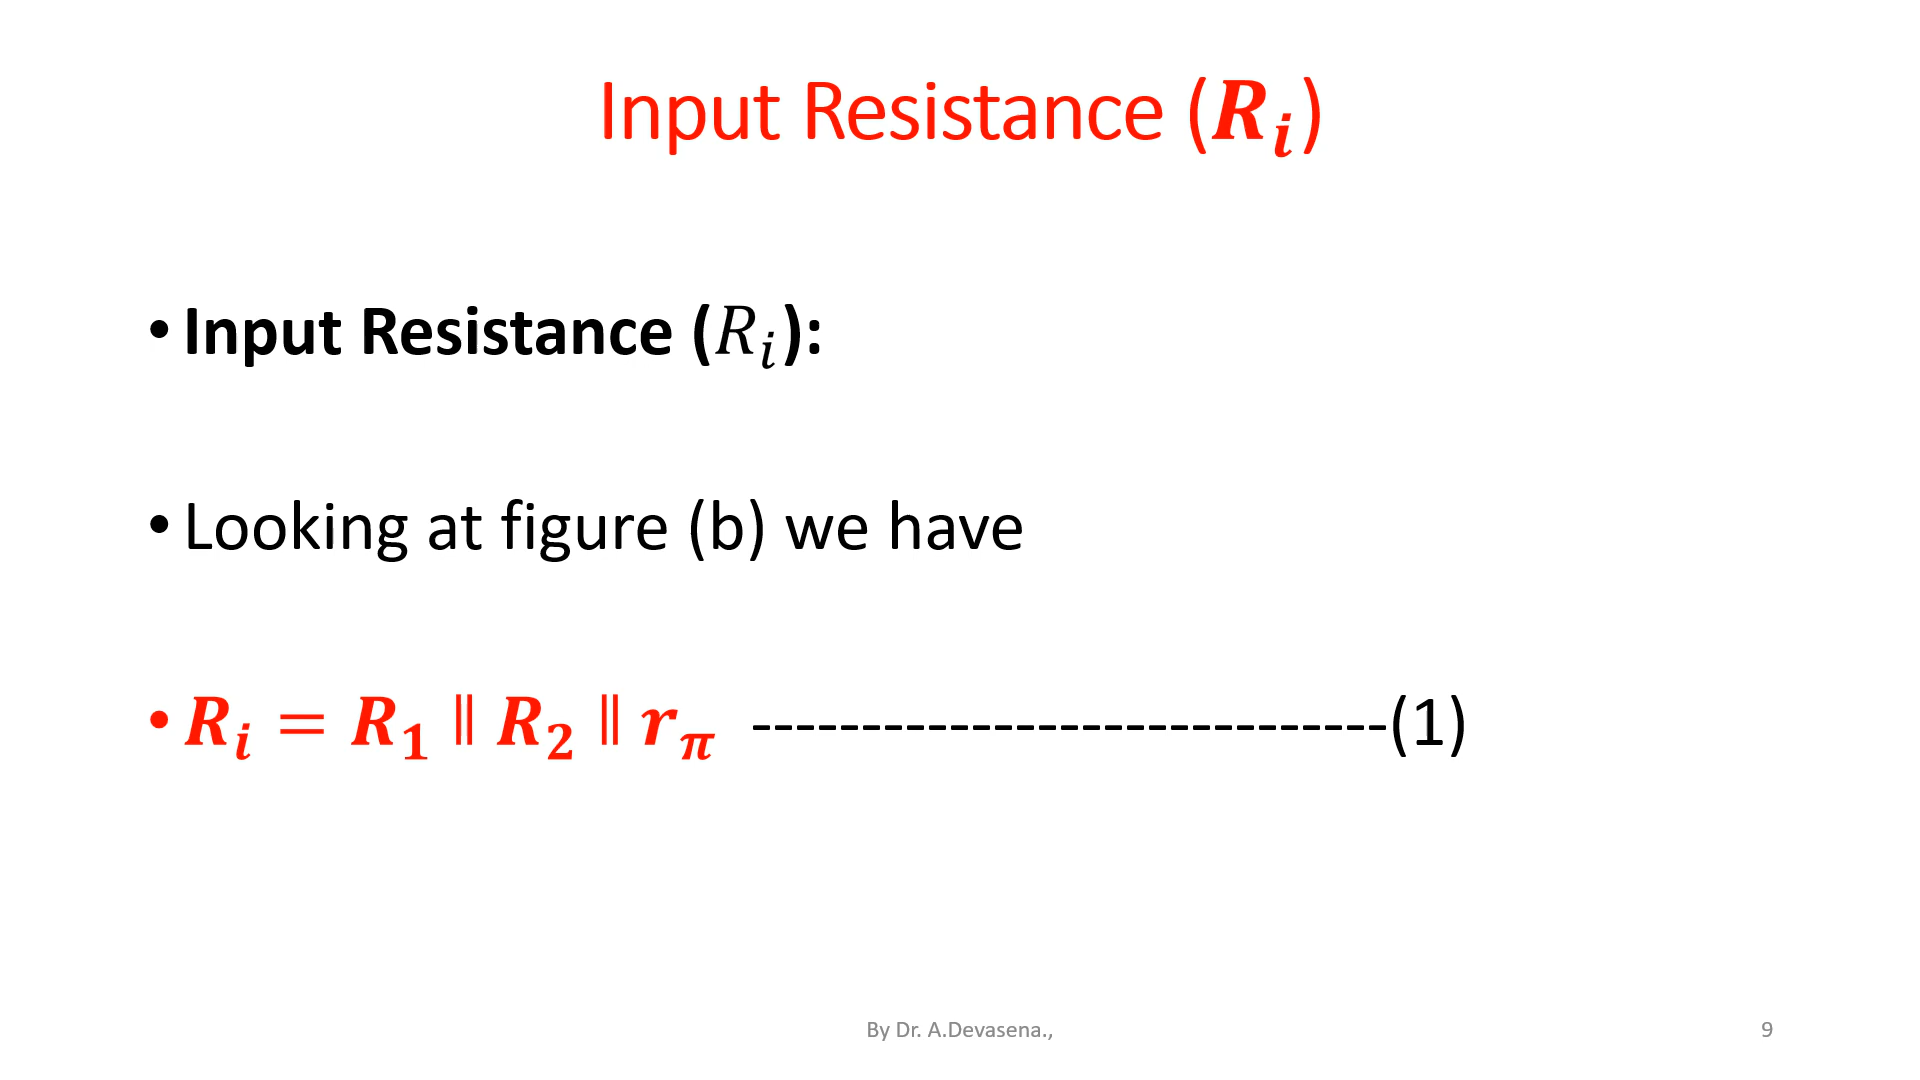 Input Resistance (𝑹𝒊)
• Input Resistance (𝑅𝑖):
• Looking at figure (b) we have
• 𝑹𝒊 = 𝑹𝟏 ∥ 𝑹𝟐 ∥ 𝒓𝝅 -----------------------------(1)
By Dr. A.Devasena.,
9